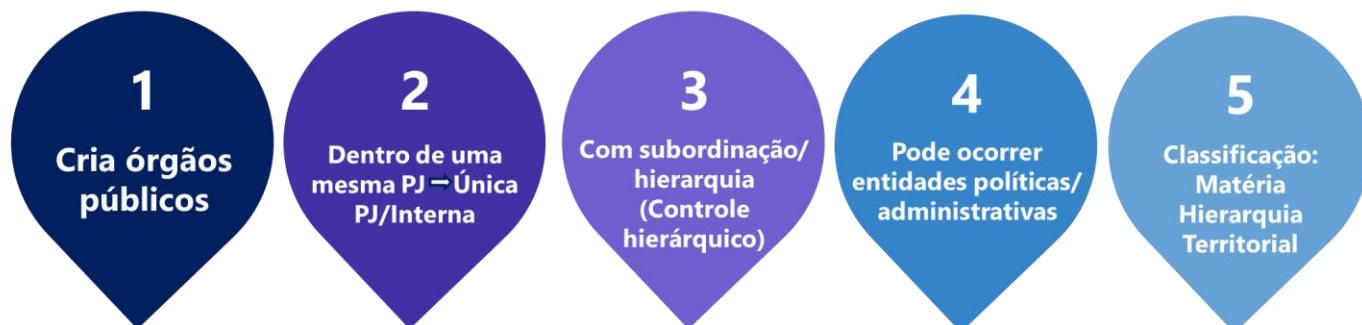 1
Cria órgãos
públicos
2
Dentro de uma
mesma PJ ➡ Única
PJ/Interna
3
Com subordinação/
hierarquia
(Controle
hierárquico)
4
Pode ocorrer
entidades políticas/
administrativas
5
Classificação:
Matéria
Hierarquia
Territorial